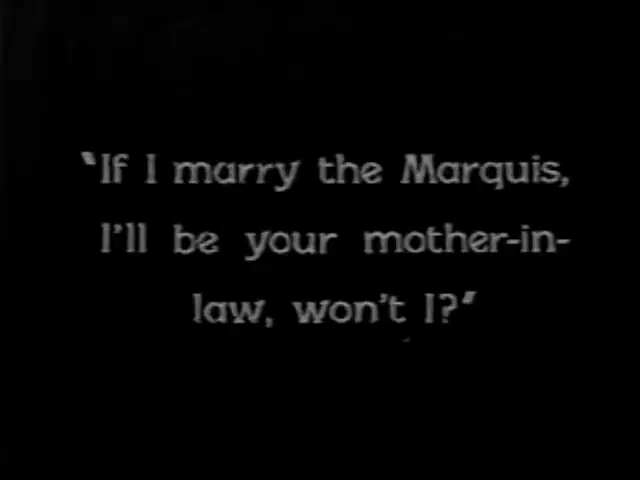 "If I marry the Marquis,
I'll be your mother-in-
law, won't I?"